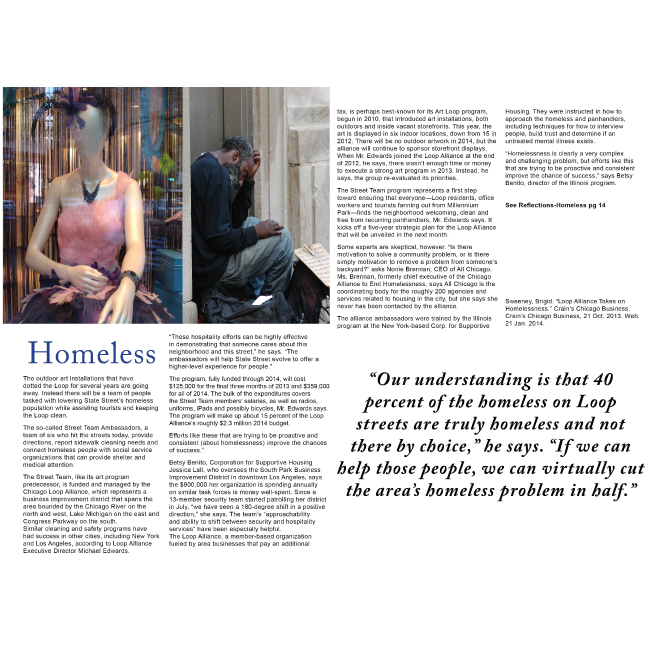 Homeless
The outdoor art installations that have
dotted the Loop for several years are going
away. Instead there will be a team of people
tasked with lowering State Street's homeless
population while assisting tourists and keeping
the Loop clean.
The so-called Street Team Ambassadors, a
team of six who hit the streets today, provide
directions, report sidewalk cleaning needs and
connect homeless people with social service
organizations that can provide shelter and
medical attention.
The Street Team, like its art program
predecessor, is funded and managed by the
Chicago Loop Alliance, which represents a
business improvement district that spans the
area bounded by the Chicago River on the
north and west, Lake Michigan on the east and
Congress Parkway on the south.
Similar cleaning and safety programs have
had success in other cities, including New York
and Los Angeles, according to Loop Alliance
Executive Director Michael Edwards.
"These hospitality efforts can be highly effective
in demonstrating that someone cares about this
neighborhood and this street," he says. "The
ambassadors will help State Street evolve to offer a
higher-level experience for people."
The program, fully funded through 2014, will cost
$125,000 for the final three months of 2013 and $359,000
for all of 2014. The bulk of the expenditures covers
the Street Team members' salaries, as well as radios,
uniforms, iPads and possibly bicycles, Mr. Edwards says.
The program will make up about 15 percent of the Loop
Alliance's roughly $2.3 million 2014 budget.
Efforts like these that are trying to be proactive and
consistent (about homelessness) improve the chances
of success."
Betsy Benito, Corporation for Supportive Housing
Jessica Lall, who oversees the South Park Business
Improvement District in downtown Los Angeles, says
the $900,000 her organization is spending annually
on similar task forces is money well-spent. Since a
13-member security team started patrolling her district
in July, "we have seen a 180-degree shift in a positive
direction," she says. The team's "approachability
and ability to shift between security and hospitality
services" have been especially helpful.
The Loop Alliance, a member-based organization
fueled by area businesses that pay an additional
tax, is perhaps best-known for its Art Loop program,
begun in 2010, that introduced art installations, both
outdoors and inside vacant storefronts. This year, the
art is displayed in six indoor locations, down from 15 in
2012. There will be no outdoor artwork in 2014, but the
alliance will continue to sponsor storefront displays.
When Mr. Edwards joined the Loop Alliance at the end
of 2012, he says, there wasn't enough time or money
to execute a strong art program in 2013. Instead, he
says, the group re-evaluated its priorities.
The Street Team program represents a first step
toward ensuring that everyone—Loop residents, office
workers and tourists fanning out from Millennium
Park—finds the neighborhood welcoming, clean and
free from recurring panhandlers, Mr. Edwards says. It
kicks off a five-year strategic plan for the Loop Alliance
that will be unveiled in the next month.
Some experts are skeptical, however. "Is there
motivation to solve a community problem, or is there
simply motivation to remove a problem from someone's
backyard?" asks Nonie Brennan, CEO of All Chicago.
Ms. Brennan, formerly chief executive of the Chicago
Alliance to End Homelessness, says All Chicago is the
coordinating body for the roughly 200 agencies and
services related to housing in the city, but she says she
never has been contacted by the alliance.
The alliance ambassadors were trained by the Illinois
program at the New York-based Corp. for Supportive
Housing. They were instructed in how to
approach the homeless and panhandlers,
including techniques for how to interview
people, build trust and determine if an
untreated mental illness exists.
"Homelessness is clearly a very complex
and challenging problem, but efforts like this
that are trying to be proactive and consistent
improve the chance of success," says Betsy
Benito, director of the Illinois program.
See Reflections-Homeless pg 14
Sweeney, Brigid. "Loop Alliance Takes on
Homelessness." Crain's Chicago Business.
Crain's Chicago Business, 21 Oct. 2013. Web.
21 Jan. 2014.
“Our understanding is that 40
percent of the homeless on Loop
streets are truly homeless and not
there by choice,” he says. “If we can
help those people, we can virtually cut
the area’s homeless problem in half.”